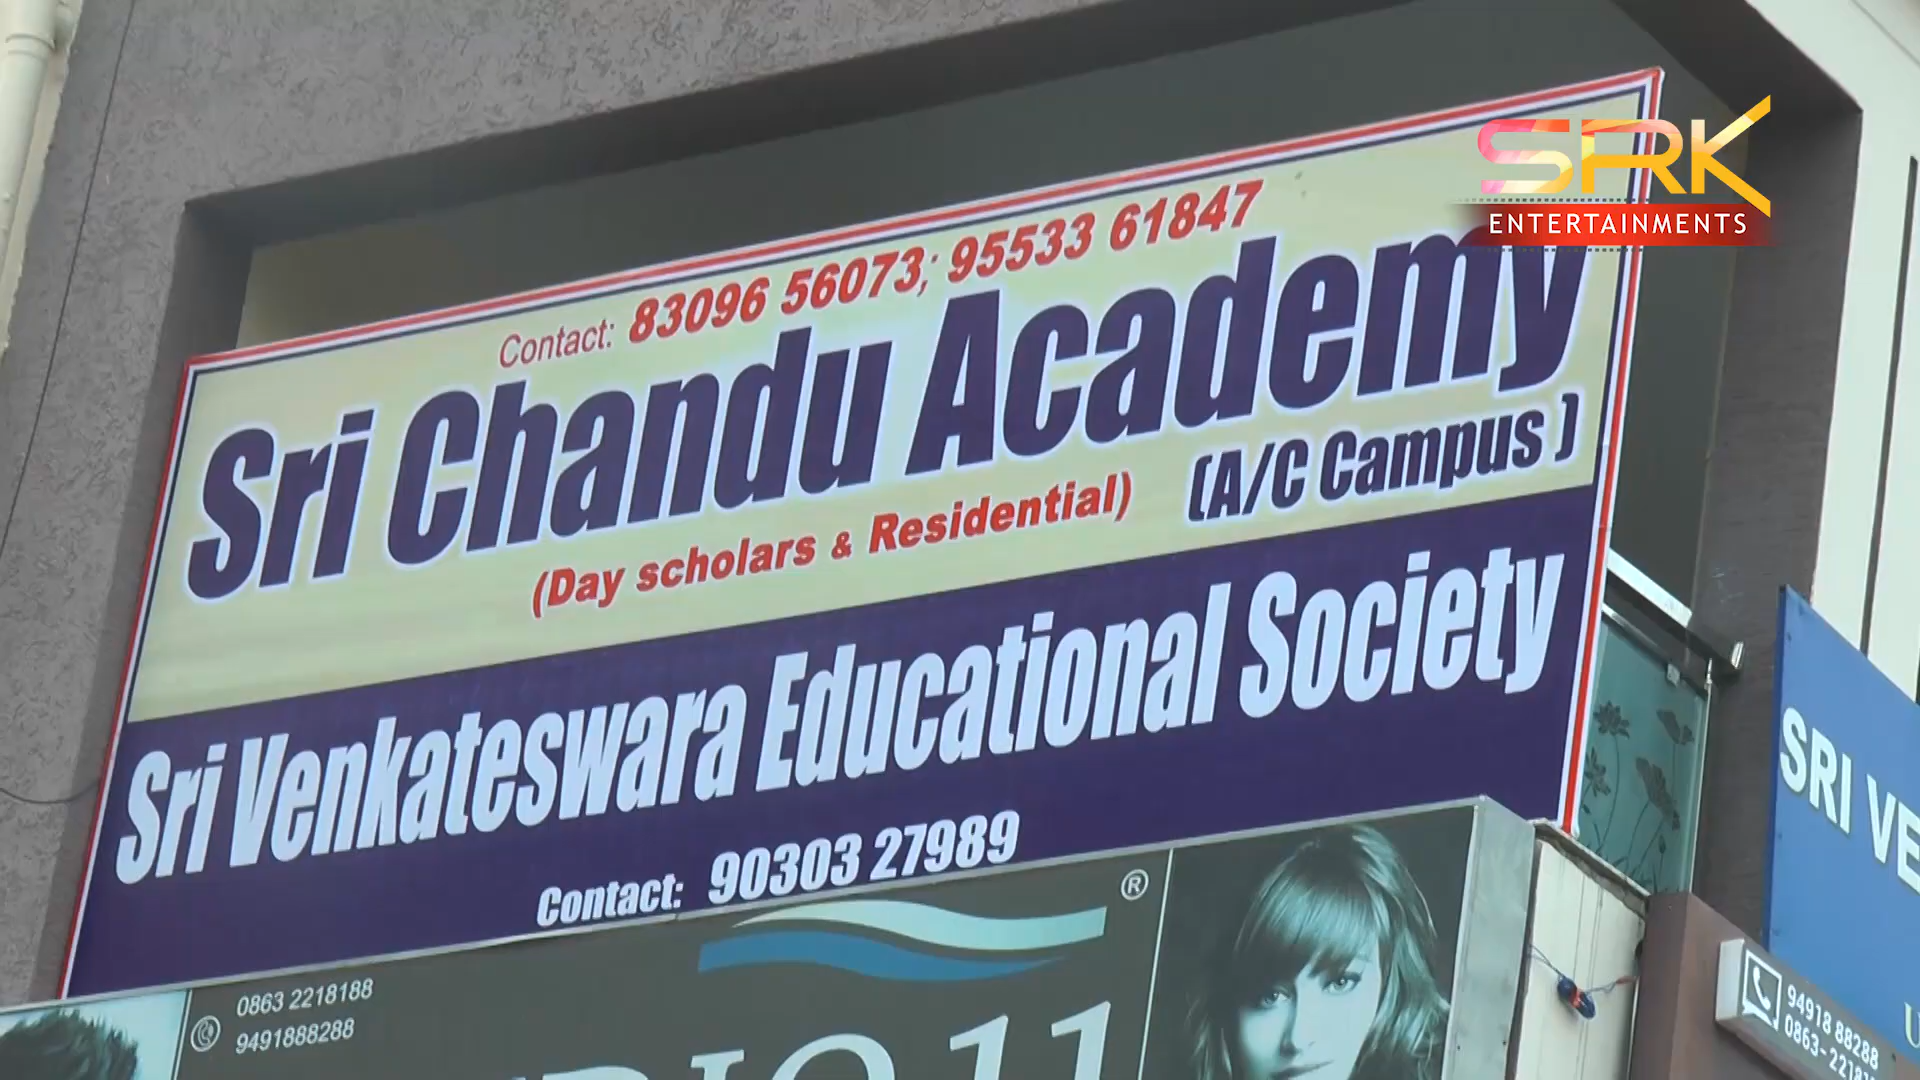 SRK
ENTERTAINMENTS
Contact: 83096 56073; 95533 61847
Sri Chandu Academy
(Day scholars & Residential) (A/C Campus)
Sri Venkateswara Educational Society
Contact: 90303 27989
®
0863 2218188
9491888288
11
SRI
94918 88288